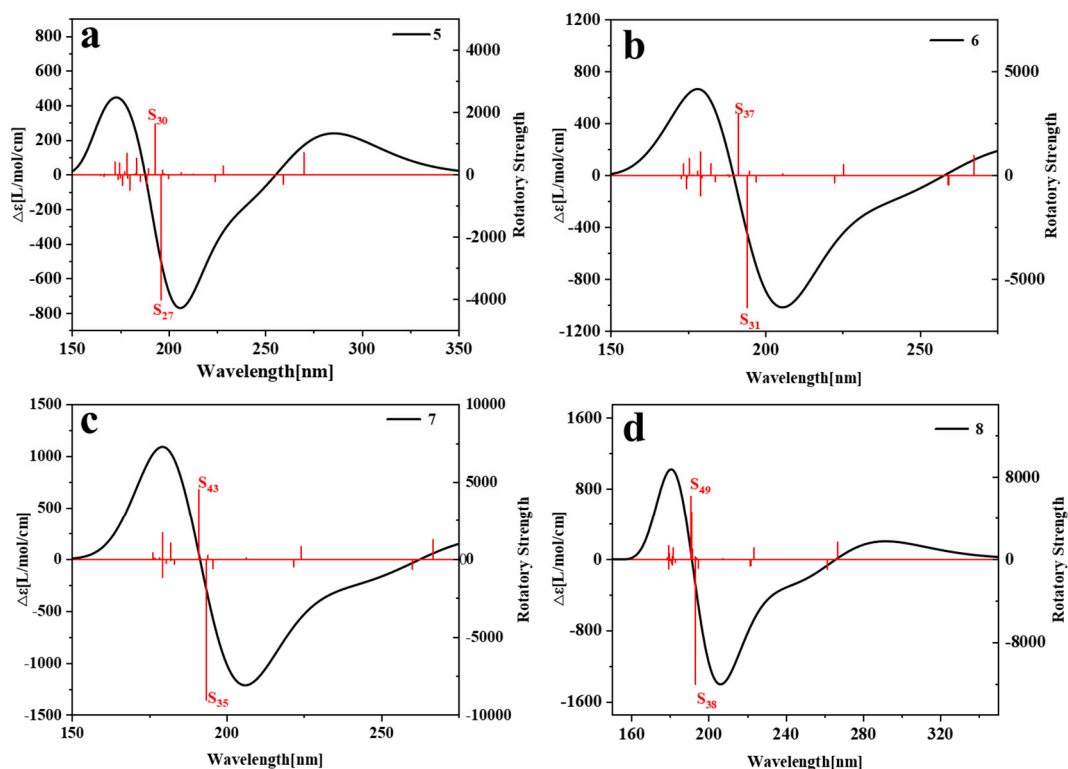 a
5
800
600
400
200
0
-200
-400
-600
-800
4000
2000
0
-2000
-4000
S30
S27
150 200 250 300 350
Wavelength[nm]
△ε[L/mol/cm]
Rotatory Strength
b
6
1200
800
400
0
-400
-800
-1200
5000
0
-5000
S37
S31
150 200 250
Wavelength[nm]
△ε[L/mol/cm]
Rotatory Strength
c
7
1500
1000
500
0
-500
-1000
-1500
10000
5000
0
-5000
-10000
S43
S35
150 200 250
Wavelength[nm]
△ε[L/mol/cm]
Rotatory Strength
d
8
1600
800
0
-800
-1600
8000
0
-8000
S49
S38
160 200 240 280 320
Wavelength[nm]
△ε[L/mol/cm]
Rotatory Strength